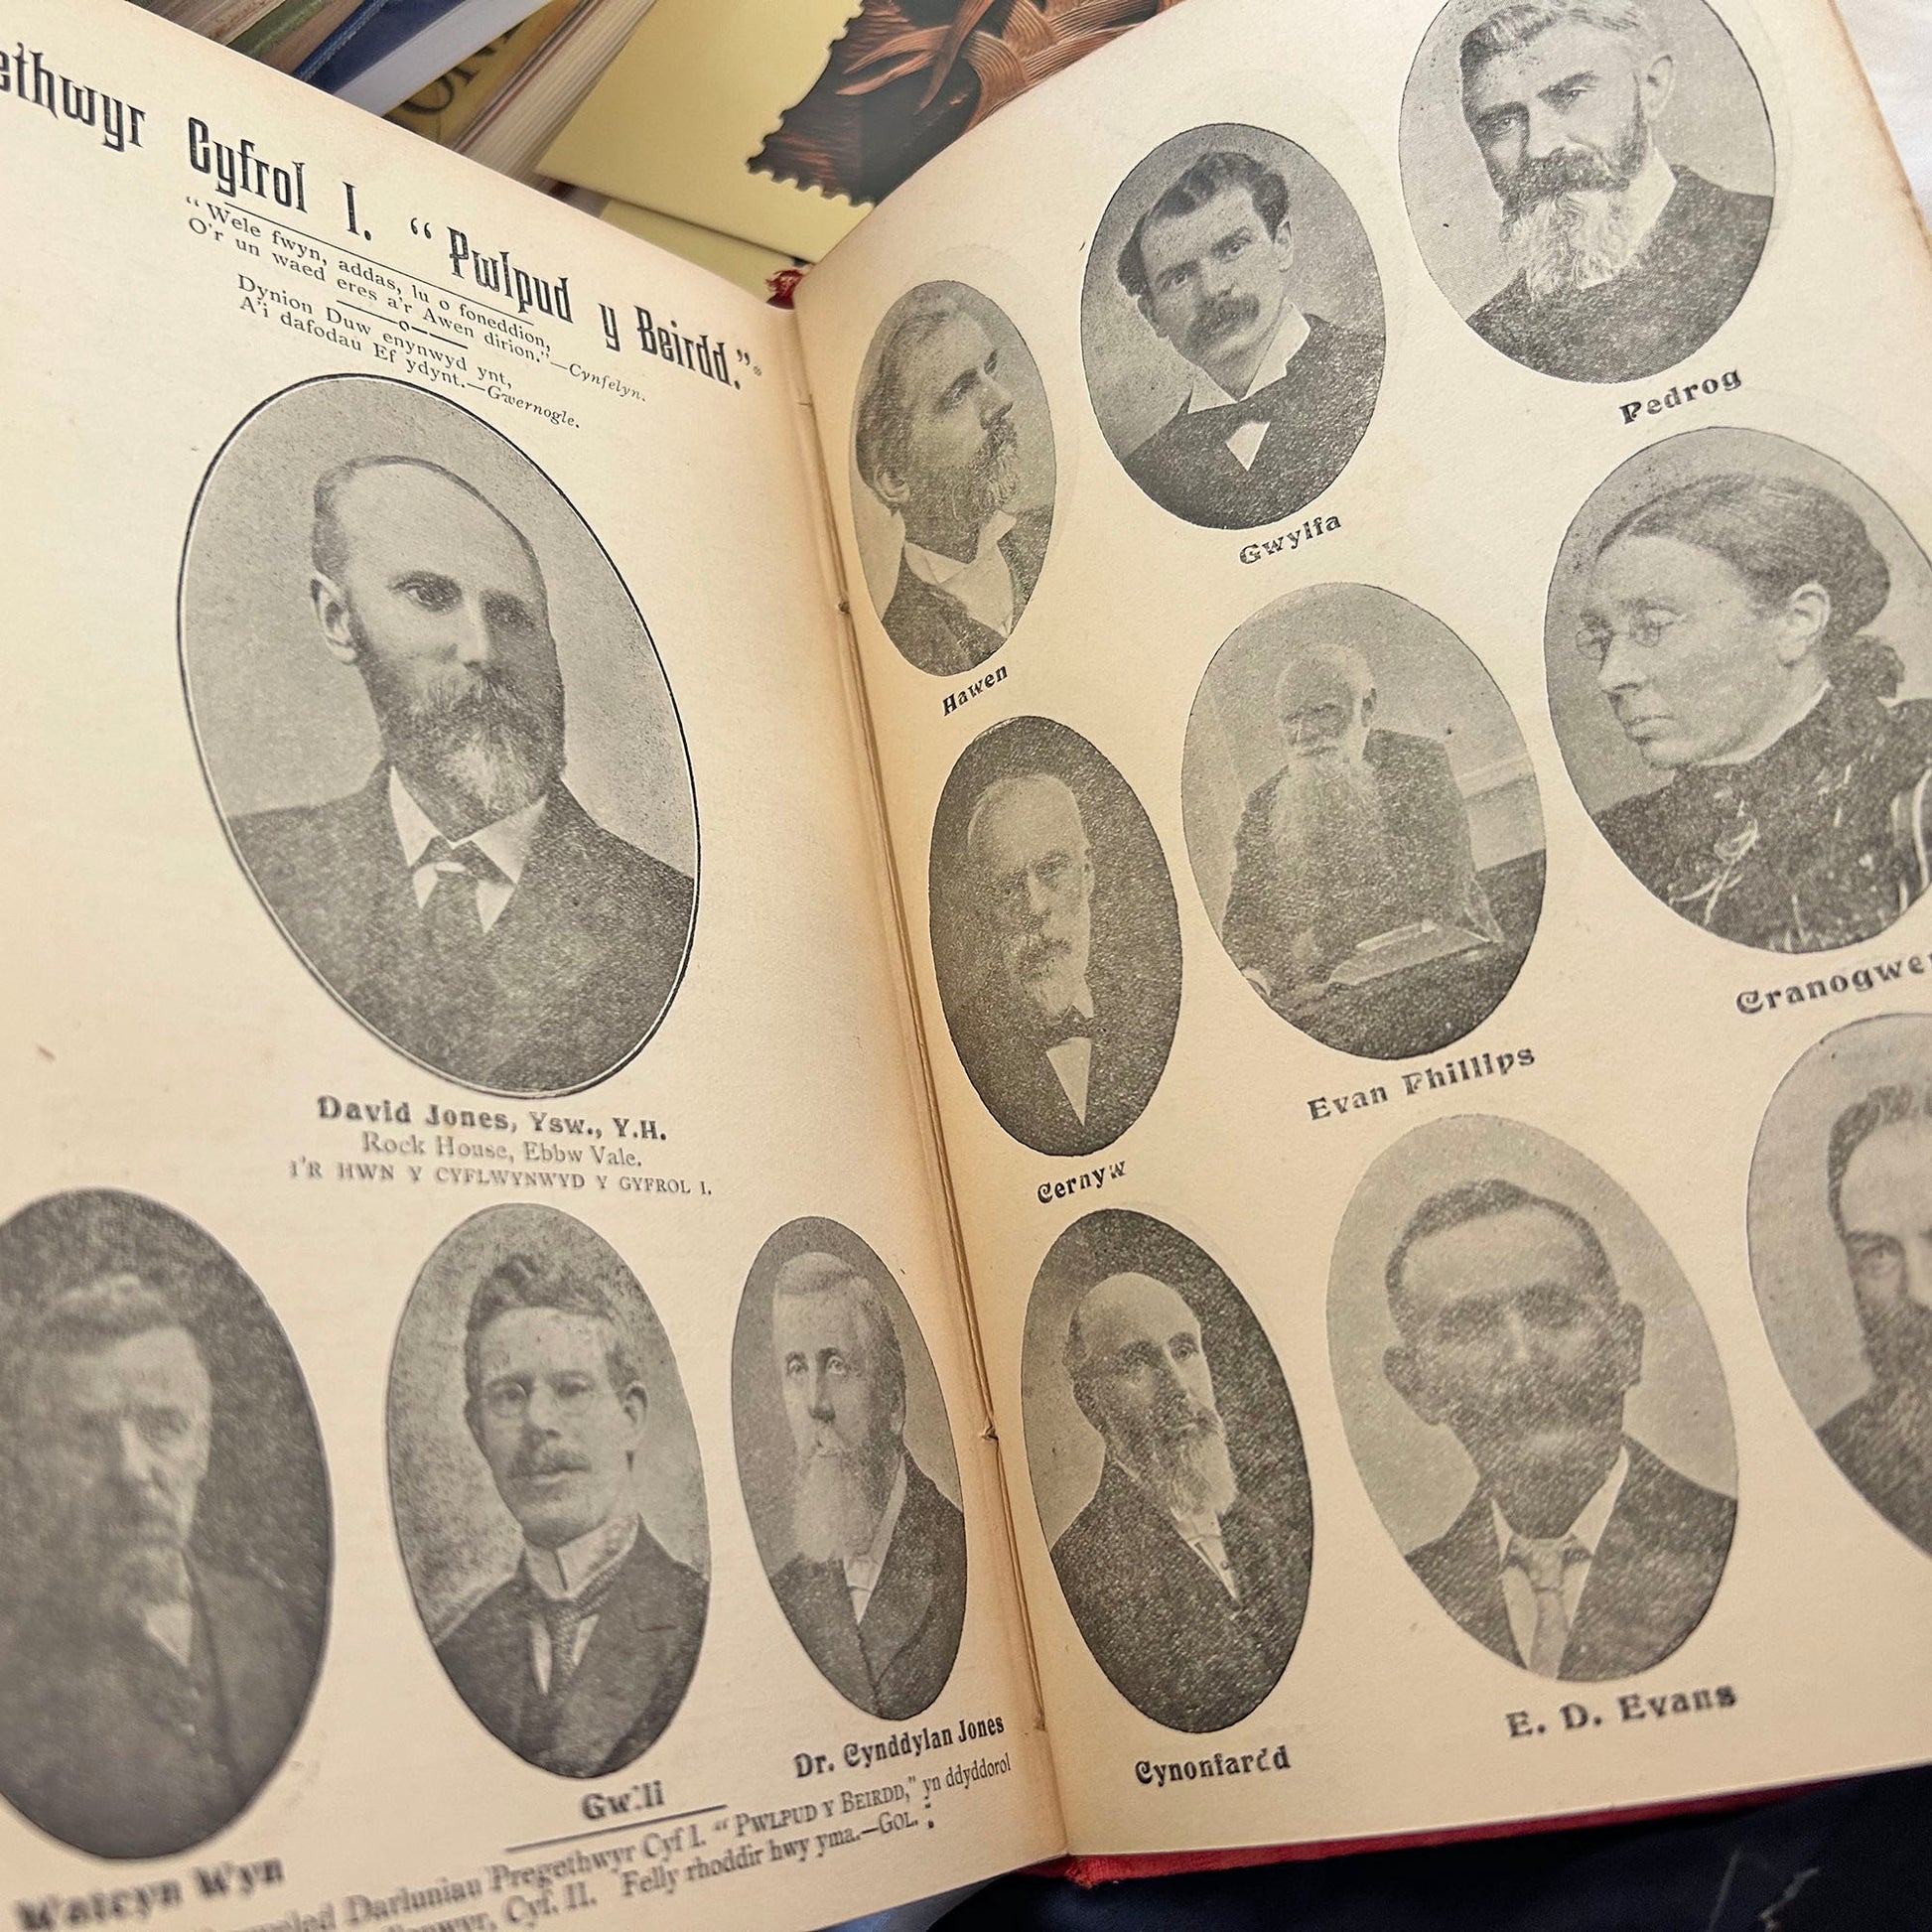 ethwyr Cyfrol I. “Pwlpud y Beirdd.”
“Wele fwyn, addas, lu o foneddion,
O'r un waed eres a'r Awen dirion.”—Cynfelyn.
Dynion Duw enynwyd ynt,
A'i dafodau Ef ydynt.—Gwernogle.
David Jones, Ysw., Y.H.
Rock House, Ebbw Vale.
I'R HWN Y CYFLWYNWYD Y GYFROL I.
Watcyn Wyn
Gwili
Dr. Cynddylan Jones
Darluniau Pregethwyr Cyf I. “PWLPUD Y BEIRDD,” yn ddyddorol
Cyf. II. Felly rhoddir hwy yma.—GOL.
Hawen
Gwylfa
Pedrog
Cernyw
Evan Phillips
Cranogwen
Cynonfardd
E. D. Evans